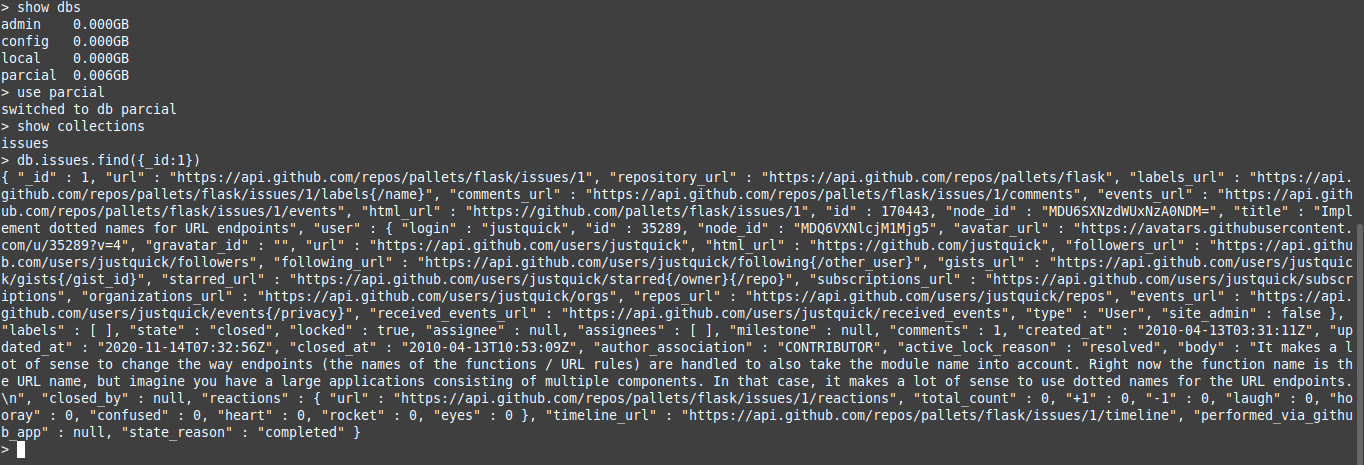 > show dbs
admin    0.000GB
config   0.000GB
local    0.000GB
parcial  0.006GB
> use parcial
switched to db parcial
> show collections
issues
> db.issues.find({_id:1})
{ "_id" : 1, "url" : "https://api.github.com/repos/pallets/flask/issues/1", "repository_url" : "https://api.github.com/repos/pallets/flask", "labels_url" : "https://api.
github.com/repos/pallets/flask/issues/1/labels{/name}", "comments_url" : "https://api.github.com/repos/pallets/flask/issues/1/comments", "events_url" : "https://api.gith
ub.com/repos/pallets/flask/issues/1/events", "html_url" : "https://github.com/pallets/flask/issues/1", "id" : 170443, "node_id" : "MDU6SXNzdWUxNzA0NDM=", "title" : "Impl
ement dotted names for URL endpoints", "user" : { "login" : "justquick", "id" : 35289, "node_id" : "MDQ6VXNlcjM1Mjg5", "avatar_url" : "https://avatars.githubusercontent.
com/u/35289?v=4", "gravatar_id" : "", "url" : "https://api.github.com/users/justquick", "html_url" : "https://github.com/justquick", "followers_url" : "https://api.githu
b.com/users/justquick/followers", "following_url" : "https://api.github.com/users/justquick/following{/other_user}", "gists_url" : "https://api.github.com/users/justquic
k/gists{/gist_id}", "starred_url" : "https://api.github.com/users/justquick/starred{/owner}{/repo}", "subscriptions_url" : "https://api.github.com/users/justquick/subscr
iptions", "organizations_url" : "https://api.github.com/users/justquick/orgs", "repos_url" : "https://api.github.com/users/justquick/repos", "events_url" : "https://api.
github.com/users/justquick/events{/privacy}", "received_events_url" : "https://api.github.com/users/justquick/received_events", "type" : "User", "site_admin" : false },
"labels" : [ ], "state" : "closed", "locked" : true, "assignee" : null, "assignees" : [ ], "milestone" : null, "comments" : 1, "created_at" : "2010-04-13T03:31:11Z", "up
dated_at" : "2020-11-14T07:32:56Z", "closed_at" : "2010-04-13T10:53:09Z", "author_association" : "CONTRIBUTOR", "active_lock_reason" : "resolved", "body" : "It makes a l
ot of sense to change the way endpoints (the names of the functions / URL rules) are handled to also take the module name into account. Right now the function name is th
e URL name, but imagine you have a large applications consisting of multiple components. In that case, it makes a lot of sense to use dotted names for the URL endpoints.
\n", "closed_by" : null, "reactions" : { "url" : "https://api.github.com/repos/pallets/flask/issues/1/reactions", "total_count" : 0, "+1" : 0, "-1" : 0, "laugh" : 0, "ho
oray" : 0, "confused" : 0, "heart" : 0, "rocket" : 0, "eyes" : 0 }, "timeline_url" : "https://api.github.com/repos/pallets/flask/issues/1/timeline", "performed_via_githu
b_app" : null, "state_reason" : "completed" }
>